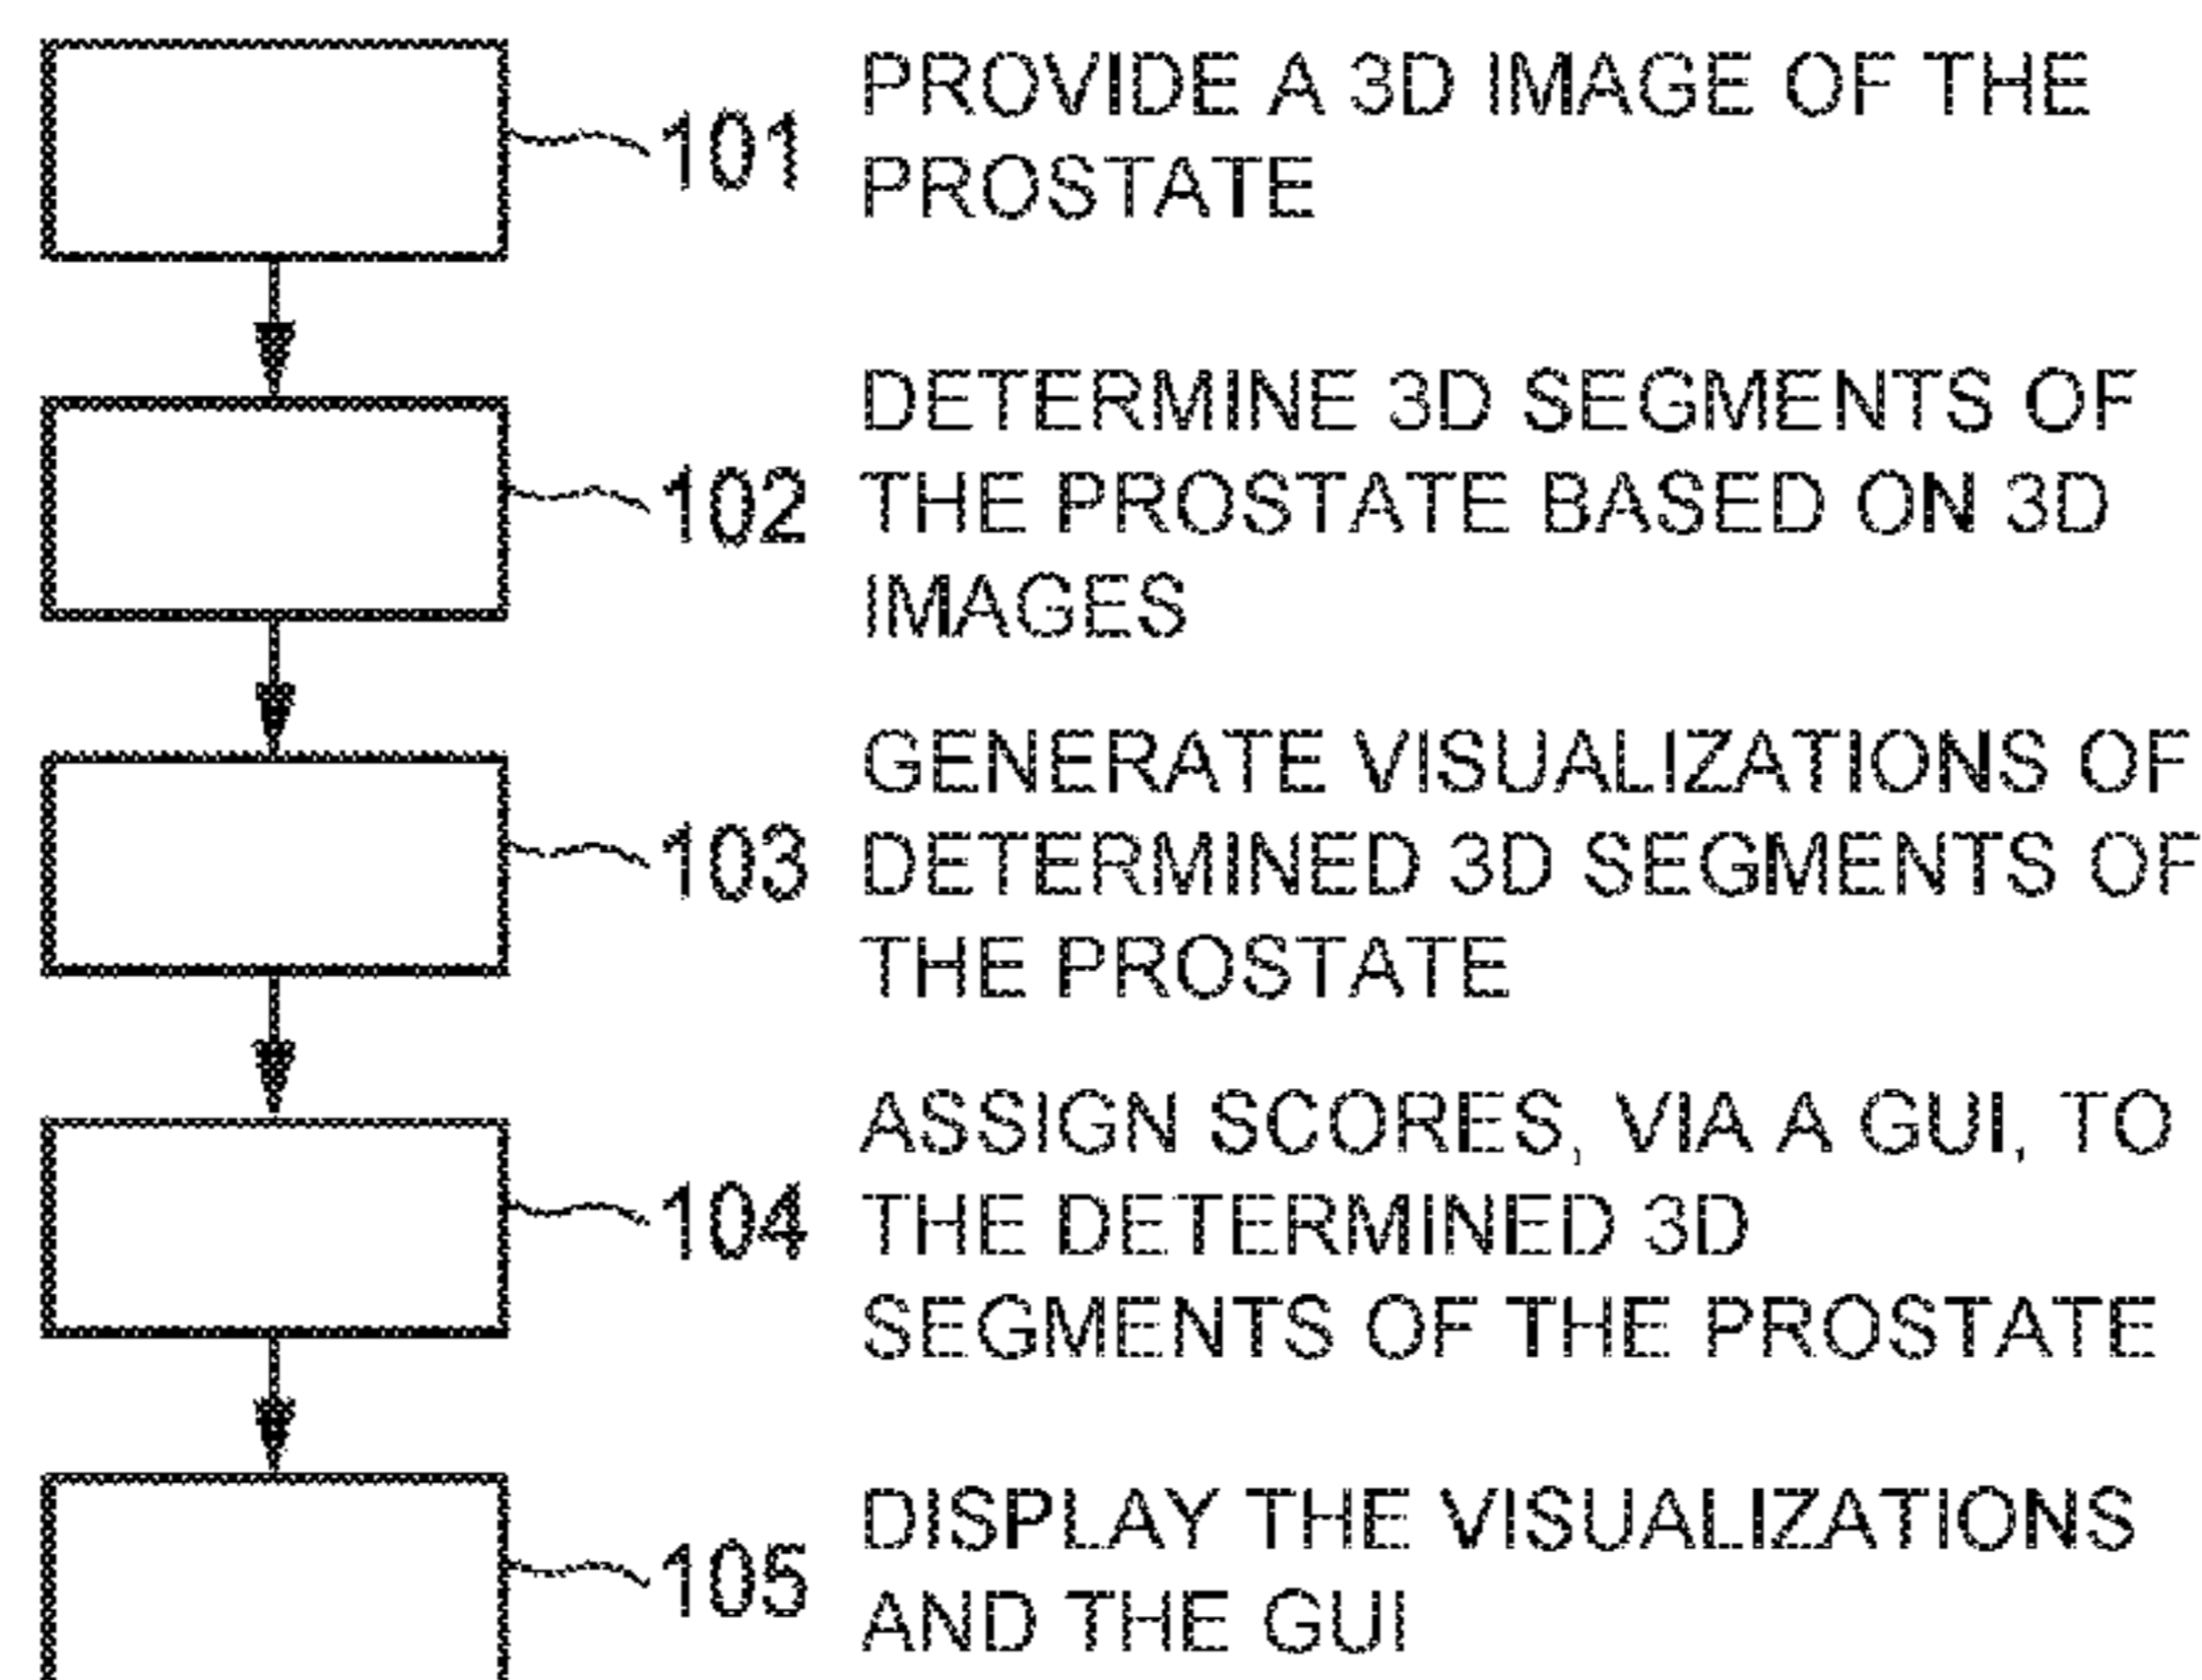 101 PROVIDE A 3D IMAGE OF THE
PROSTATE
DETERMINE 3D SEGMENTS OF
102 THE PROSTATE BASED ON 3D
IMAGES
GENERATE VISUALIZATIONS OF
103 DETERMINED 3D SEGMENTS OF
THE PROSTATE
ASSIGN SCORES, VIA A GUI, TO
104 THE DETERMINED 3D
SEGMENTS OF THE PROSTATE
105 DISPLAY THE VISUALIZATIONS
AND THE GUI